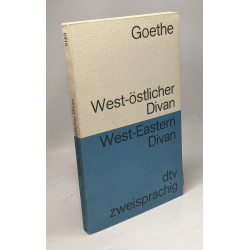 Goethe
West-östlicher
Divan
West-Eastern
Divan
dtv
zweisprachig